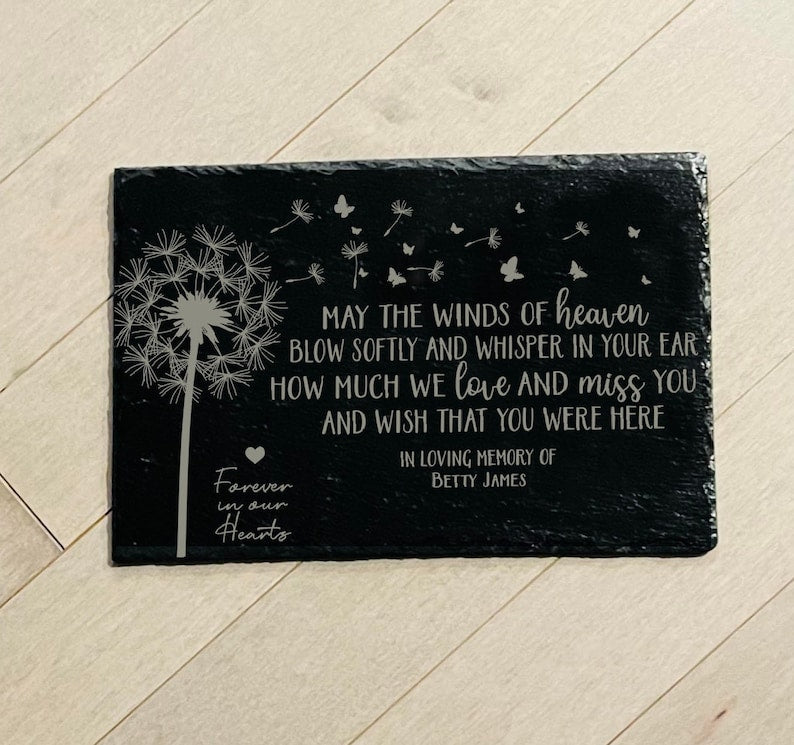 MAY THE WINDS OF heaven
BLOW SOFTLY AND WHISPER IN YOUR EAR
HOW MUCH WE love AND miss YOU
AND WISH THAT YOU WERE HERE
IN LOVING MEMORY OF
BETTY JAMES
Forever
in our
Hearts